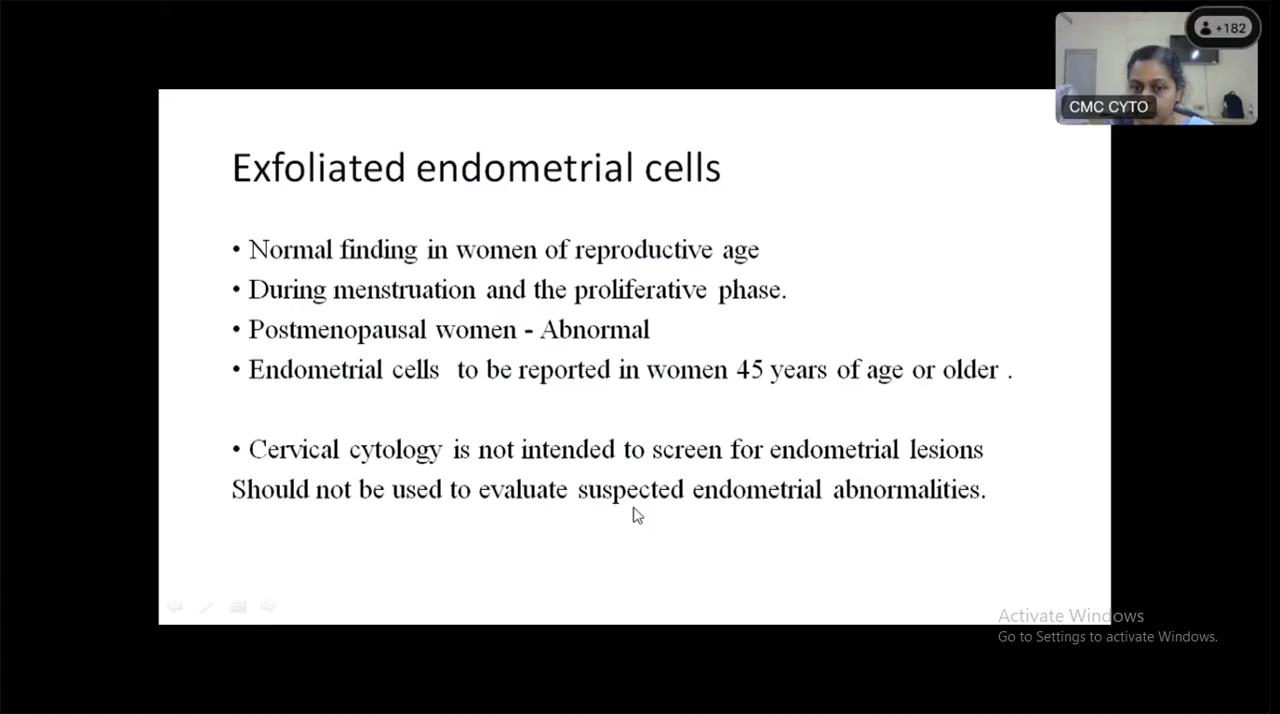 +182
CMC CYTO
Exfoliated endometrial cells
• Normal finding in women of reproductive age
• During menstruation and the proliferative phase.
• Postmenopausal women - Abnormal
• Endometrial cells to be reported in women 45 years of age or older .
• Cervical cytology is not intended to screen for endometrial lesions
Should not be used to evaluate suspected endometrial abnormalities.
Activate Windows
Go to Settings to activate Windows.